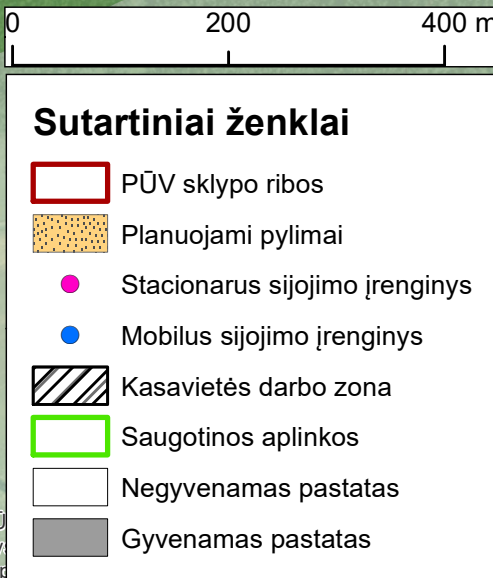 0 200 400 m
Sutartiniai ženklai
PŪV sklypo ribos
Planuojami pylimai
Stacionarus sijojimo įrenginys
Mobilus sijojimo įrenginys
Kasavietės darbo zona
Saugotinos aplinkos
Negyvenamas pastatas
Gyvenamas pastatas